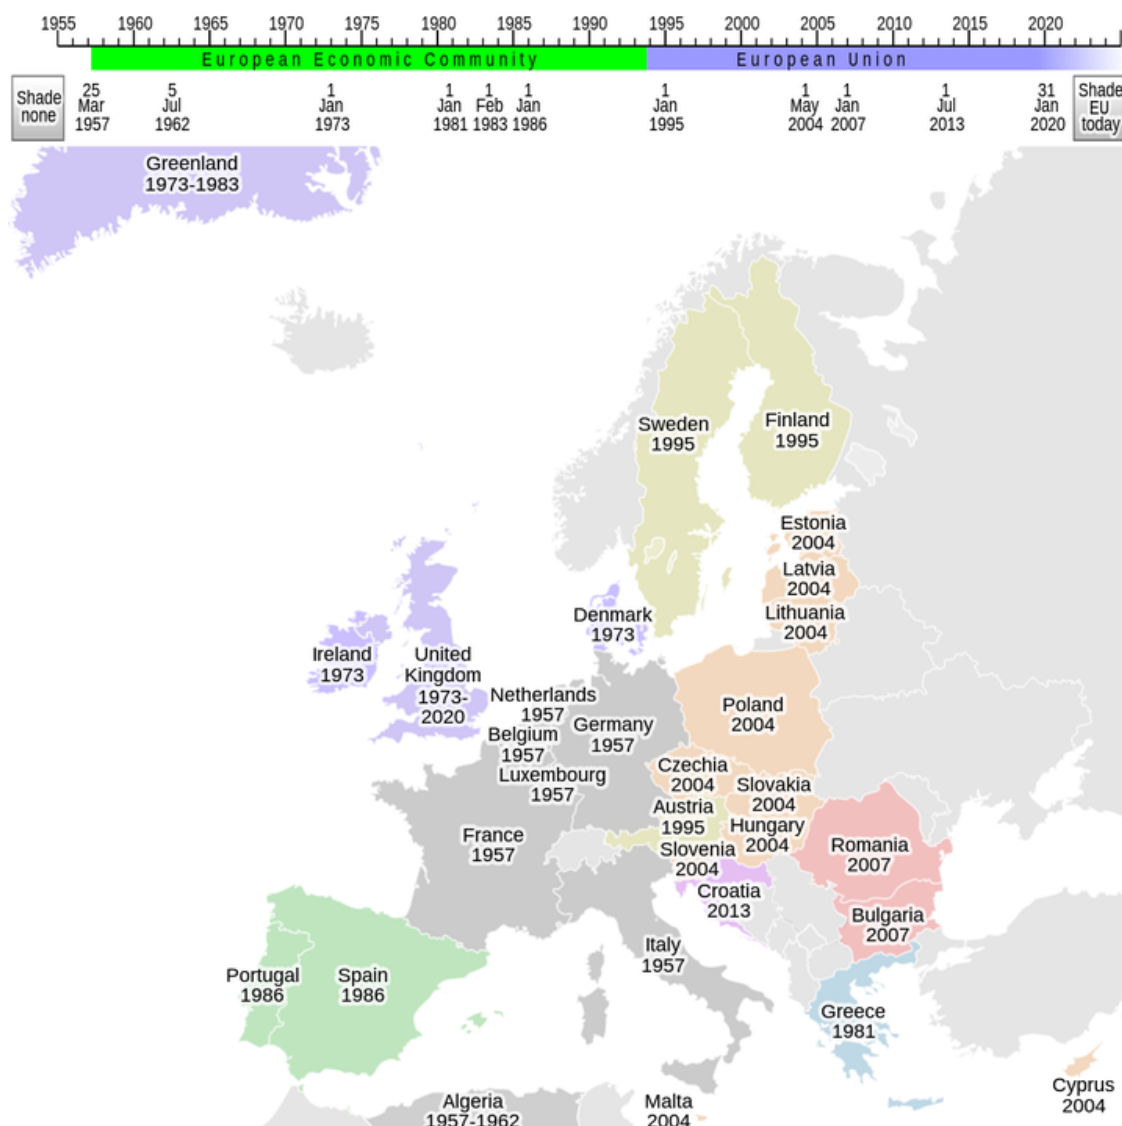 1955 1960 1965 1970 1975 1980 1985 1990 1995 2000 2005 2010 2015 2020
European Economic Community European Union
Shade
none
25
Mar
1957
5
Jul
1962
1
Jan
1973
1
Jan
1981
1
Feb
1983
1
Jan
1986
1
Jan
1995
1
May
2004
1
Jan
2007
1
Jul
2013
31
Jan
2020
Shade
EU
today
Greenland
1973-1983
Sweden
1995
Finland
1995
Estonia
2004
Latvia
2004
Lithuania
2004
Denmark
1973
Ireland
1973
United
Kingdom
1973-
2020
Netherlands
1957
Belgium
1957
Luxembourg
1957
Germany
1957
Poland
2004
Czechia
2004
Slovakia
2004
Austria
1995
Hungary
2004
Slovenia
2004
Croatia
2013
France
1957
Romania
2007
Bulgaria
2007
Italy
1957
Portugal
1986
Spain
1986
Greece
1981
Cyprus
2004
Algeria
1957-1962
Malta
2004